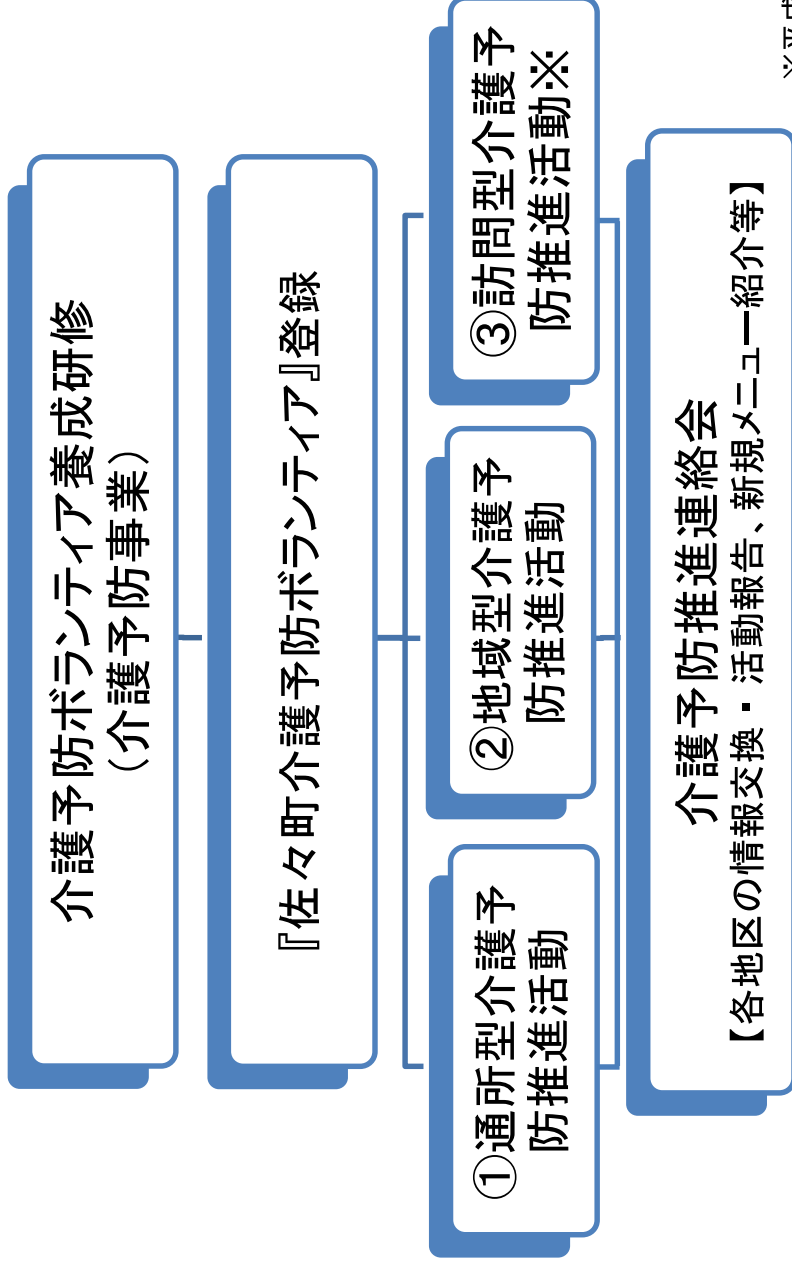 介護予防ボランティア養成研修
（介護予防事業）
『佐々町介護予防ボランティア』登録
①通所型介護予
防推進活動
②地域型介護予
防推進活動
③訪問型介護予
防推進活動※
介護予防推進連絡会
【各地区の情報交換・活動報告、新規メニュー紹介等】